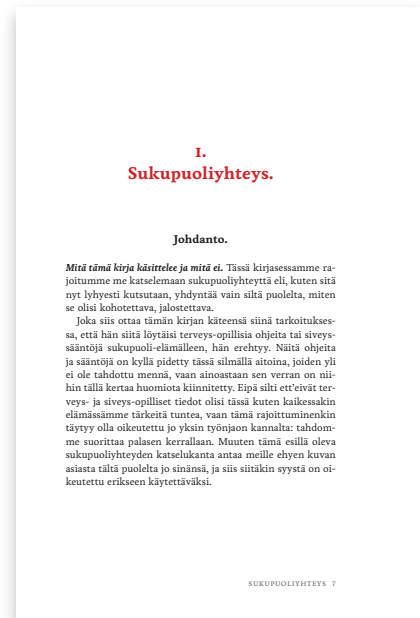 I.
Sukupuoliyhteys.
Johdanto.
Mitä tämä kirja käsittelee ja mitä ei. Tässä kirjasessamme ra-
joitumme me katselemaan sukupuoliyhteyttä eli, kuten sitä
nyt lyhyesti kutsutaan, yhdyntää vain siltä puolelta, miten
se olisi kohotettava, jalostettava.
Joka siis ottaa tämän kirjan käteensä siinä tarkoitukses-
sa, että hän siitä löytäisi terveys-opillisia ohjeita tai siveys-
sääntöjä sukupuoli-elämälleen, hän erehtyy. Näitä ohjeita
ja sääntöjä on kyllä pidetty tässä silmällä aitoina, joiden yli
ei ole tahdottu mennä, vaan ainoastaan sen verran on nii-
hin tällä kertaa huomiota kiinnitetty. Eipä silti ett'eivät ter-
veys- ja siveys-opilliset tiedot olisi tässä kuten kaikessakin
elämässämme tärkeitä tuntea, vaan tämä rajoittuminenkin
täytyy olla oikeutettu jo yksin työnjaon kannalta: tahdom-
me suorittaa palasen kerrallaan. Muuten tämä esillä oleva
sukupuoliyhteyden katselukanta antaa meille ehyen kuvan
asiasta tältä puolelta jo sinänsä, ja siis siitäkin syystä on oi-
keutettu erikseen käytettäväksi.
SUKUPUOLIYHTEYS 7